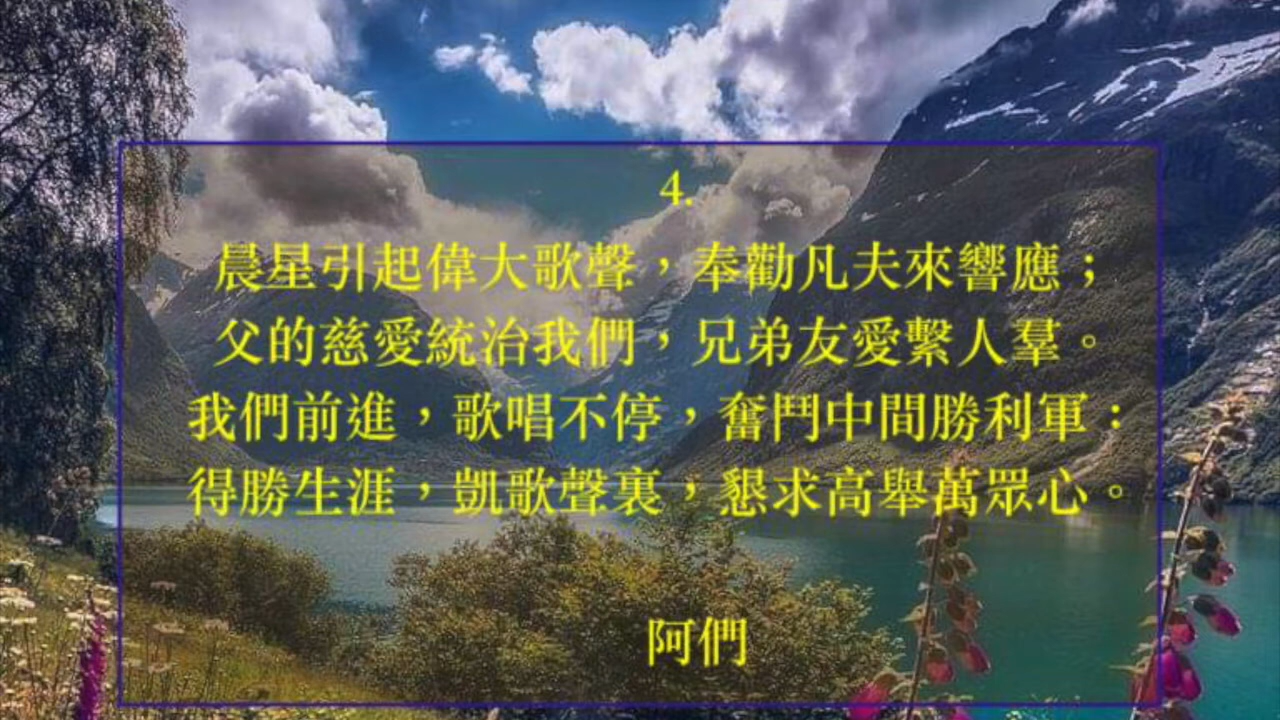 4.
晨星引起偉大歌聲，奉勸凡夫來響應；
父的慈愛統治我們，兄弟友愛繫人羣。
我們前進，歌唱不停，奮鬥中間勝利軍：
得勝生涯，凱歌聲裏，懇求高舉萬眾心。
阿們